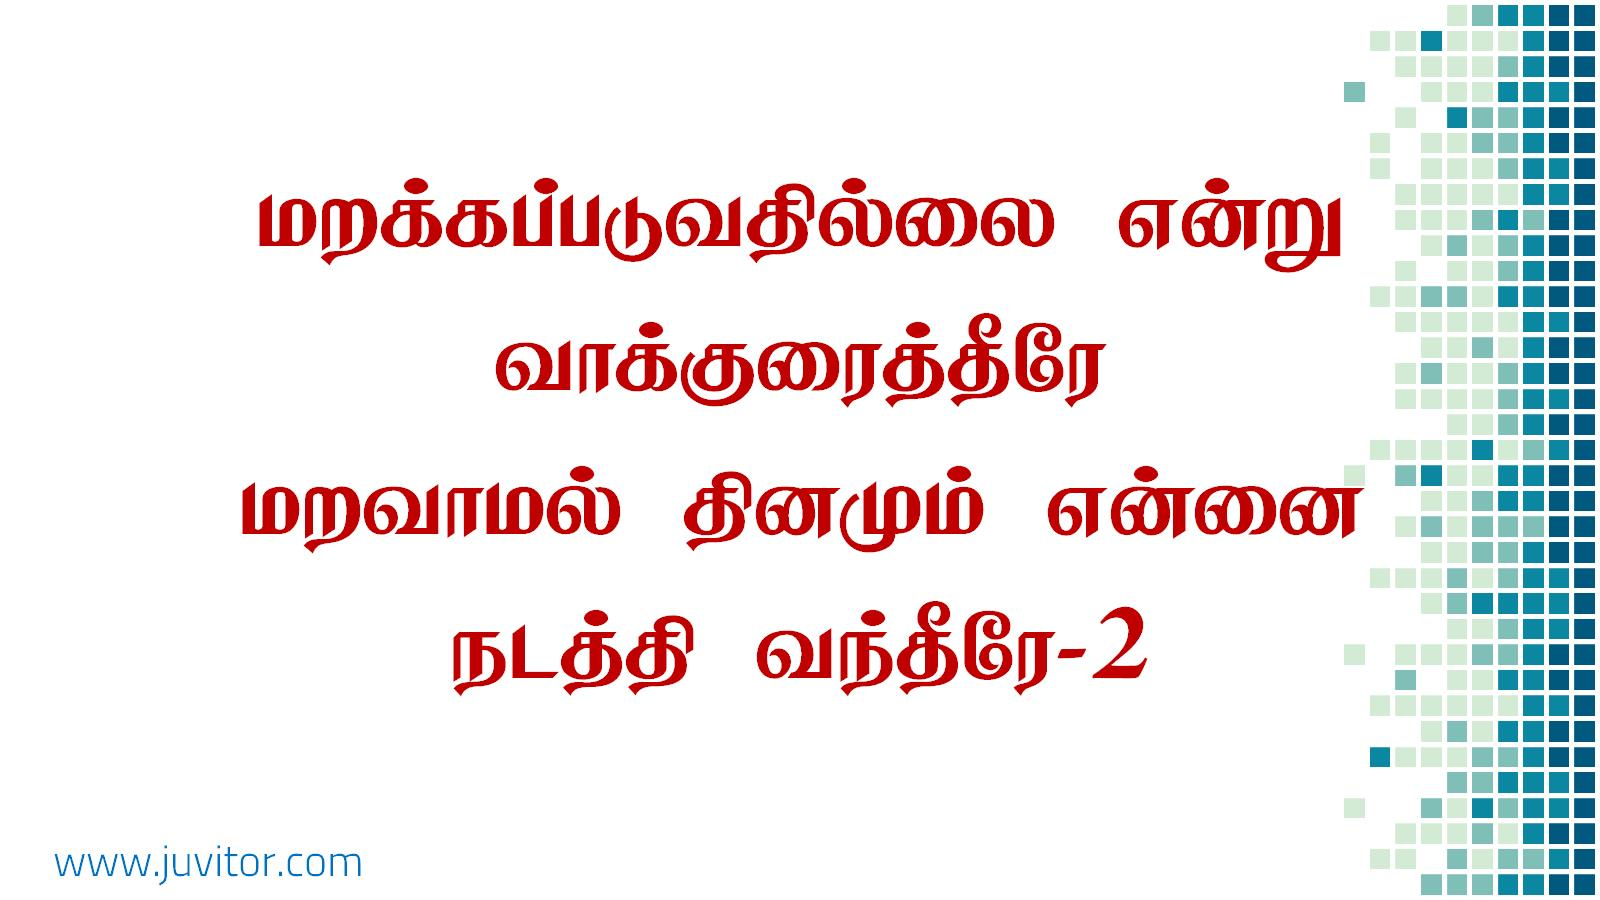 மறக்கப்படுவதில்லை என்று
வாக்குரைத்தீரே
மறவாமல் தினமும் என்னை
நடத்தி வந்தீரே-2
www.juvitor.com